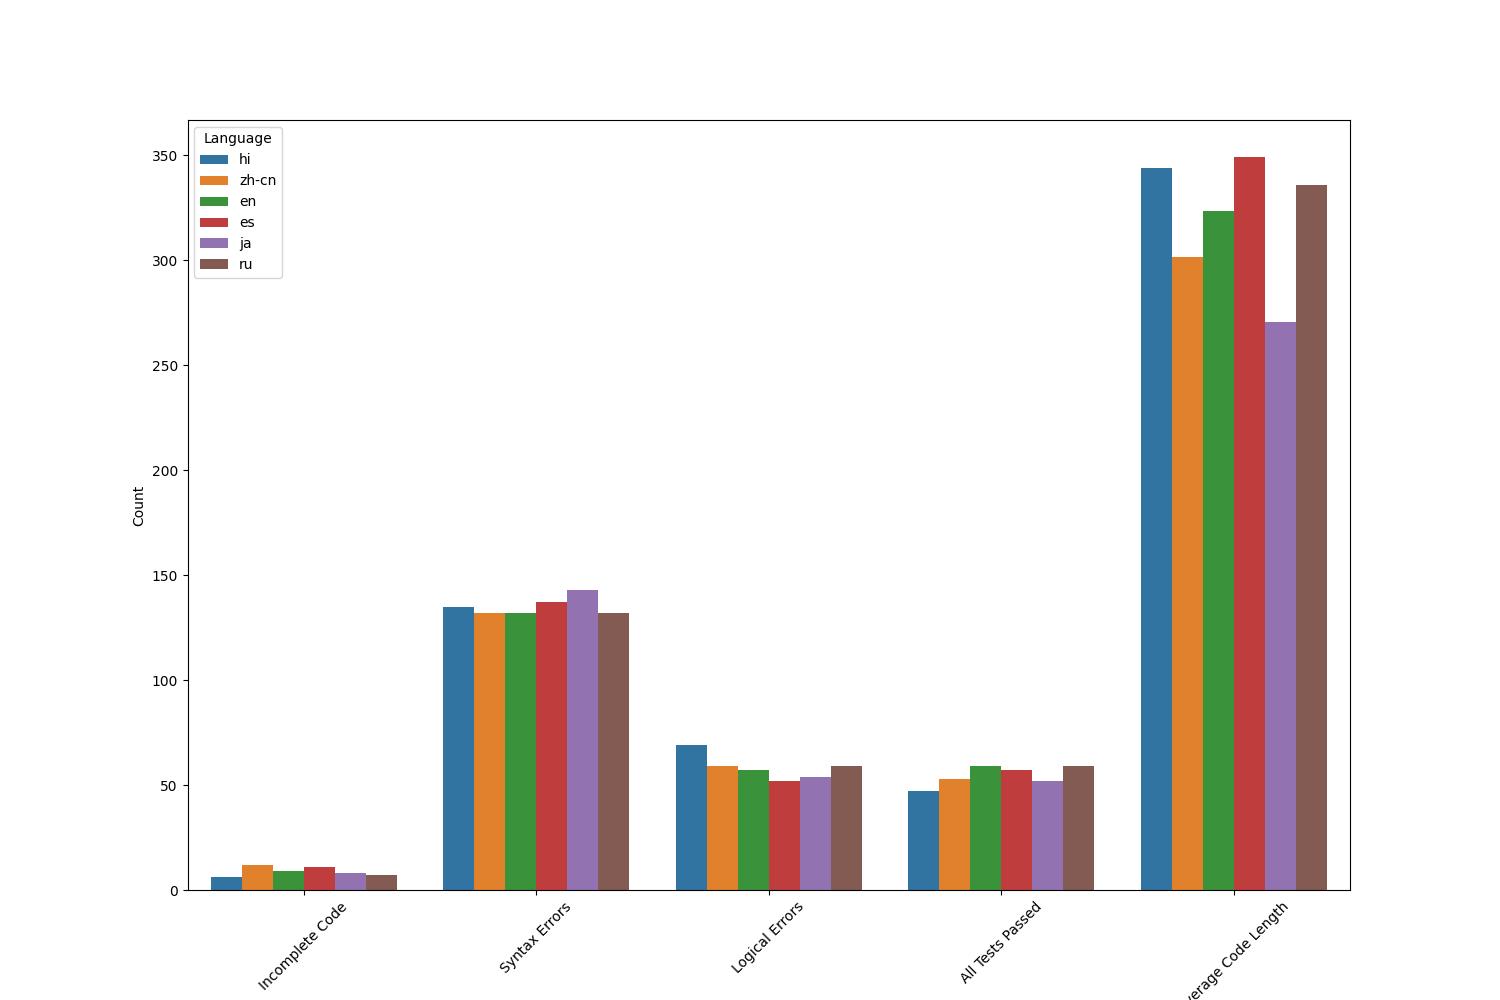 Language
hi
zh-cn
en
es
ja
ru
350
300
250
200
150
100
50
0
Count
Incomplete Code
Syntax Errors
Logical Errors
All Tests Passed
verage Code Length